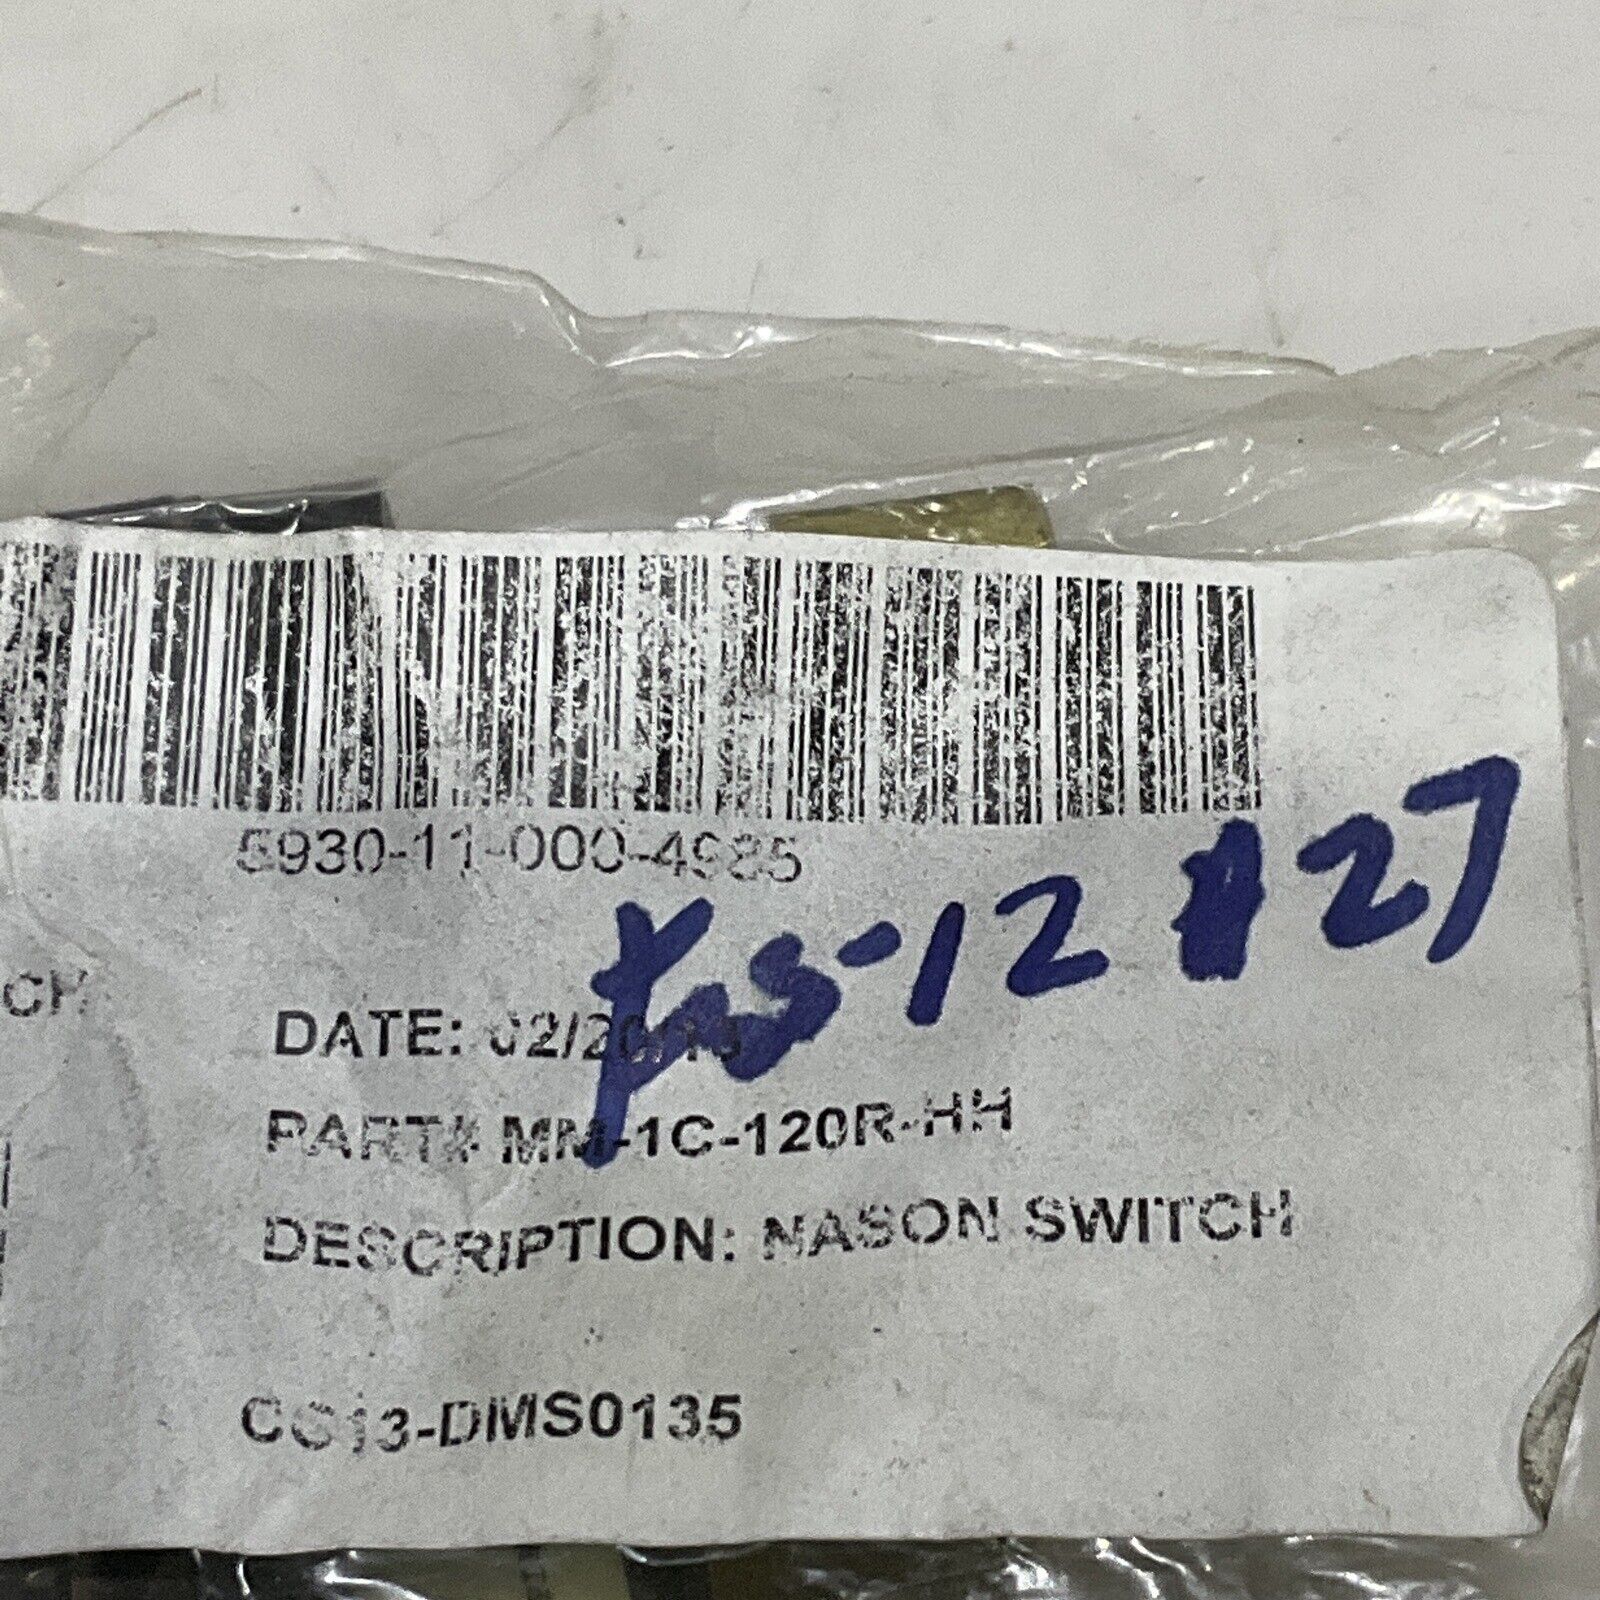 5930-11-000-4985
CH
DATE: 02/20/13
PART# MM-1C-120R-HH
DESCRIPTION: NASON SWITCH
CS13-DMS0135
-12 27